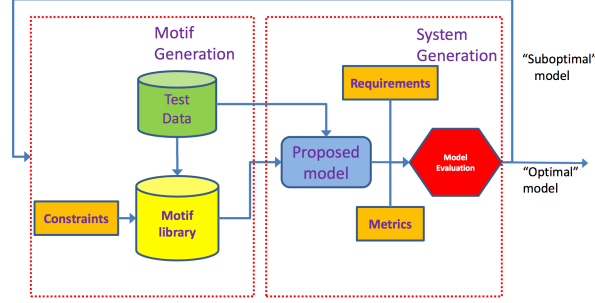 Motif
Generation
System
Generation
"Suboptimal"
model
Test
Data
Requirements
Proposed
model
Model
Evaluation
"Optimal"
model
Constraints
Motif
library
Metrics